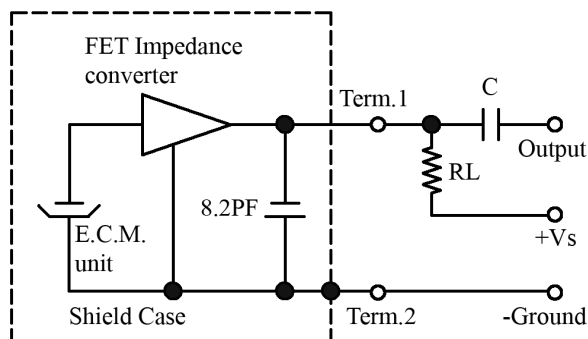 FET Impedance
converter
Term.1
C
Output
RL
8.2PF
+Vs
E.C.M.
unit
Shield Case
Term.2
-Ground